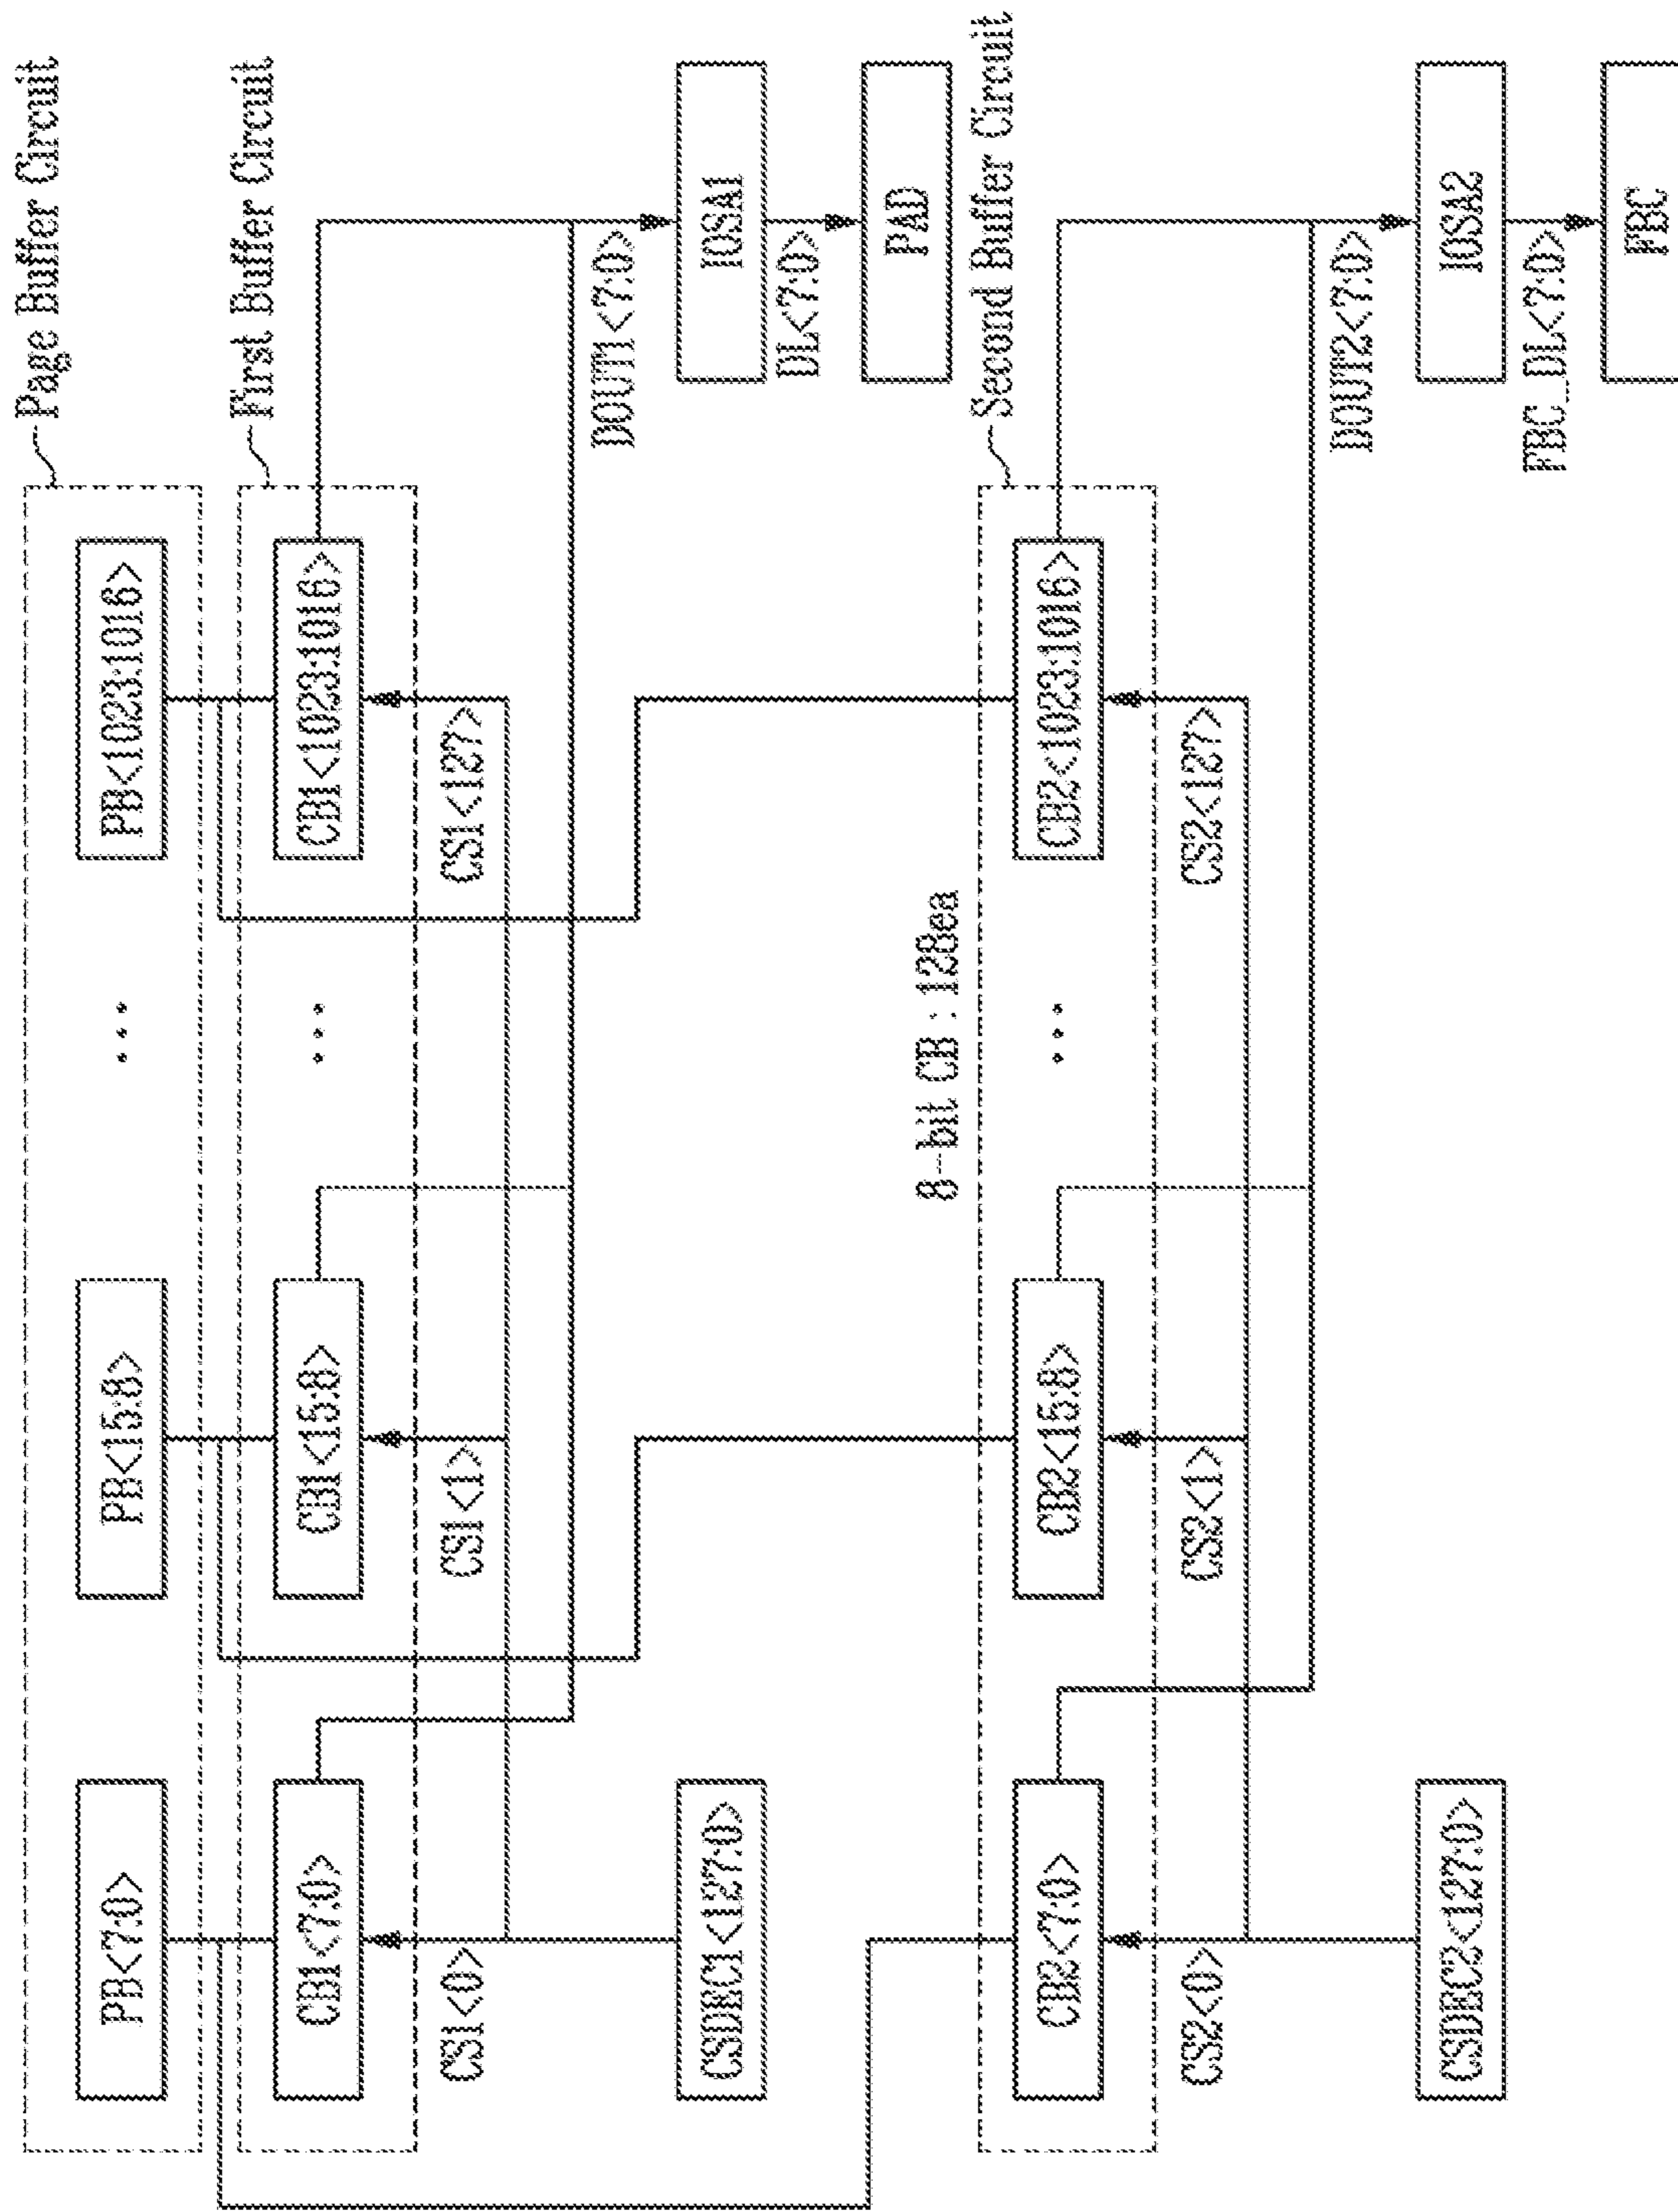 Page Buffer Circuit
PB<7:0>
PB<15:8>
...
PB<1023:1016>
First Buffer Circuit
CB1<7:0>
CB1<15:8>
...
CB1<1023:1016>
CS1<0>
CS1<1>
CS1<127>
DOUT1<7:0>
CSDEC1<127:0>
IOSA1
DL<7:0>
PAD
8-bit CB : 128ea
Second Buffer Circuit
CB2<7:0>
CB2<15:8>
...
CB2<1023:1016>
CS2<0>
CS2<1>
CS2<127>
DOUT2<7:0>
CSDEC2<127:0>
IOSA2
FBC_DL<7:0>
FBC